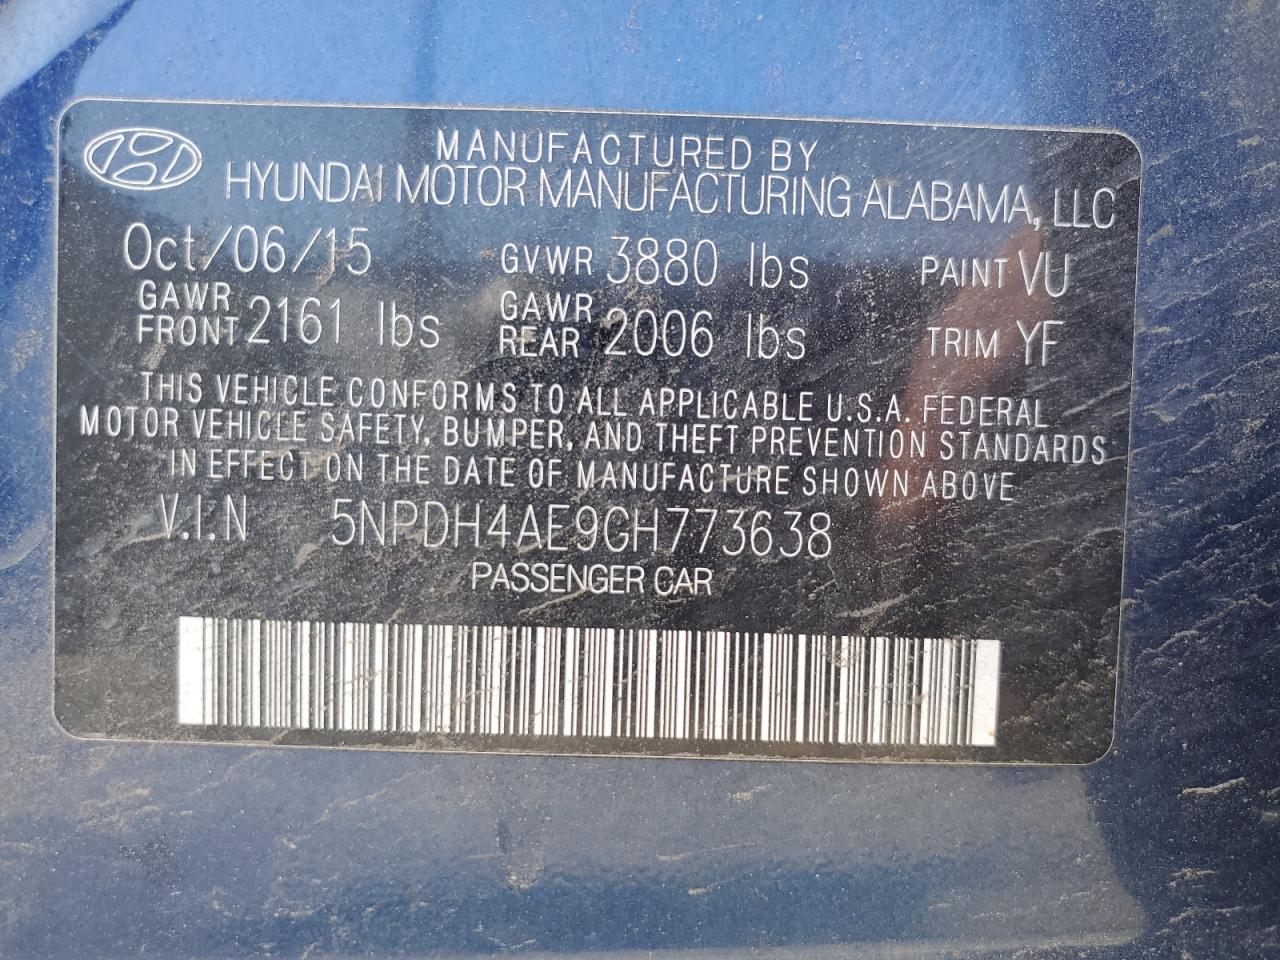 MANUFACTURED BY
HYUNDAI MOTOR MANUFACTURING ALABAMA, LLC
Oct/06/15 GVWR 3880 lbs PAINT VU
GAWR FRONT 2161 lbs GAWR REAR 2006 lbs TRIM YF
THIS VEHICLE CONFORMS TO ALL APPLICABLE U.S.A. FEDERAL
MOTOR VEHICLE SAFETY, BUMPER, AND THEFT PREVENTION STANDARDS
IN EFFECT ON THE DATE OF MANUFACTURE SHOWN ABOVE
V.I.N 5NPDH4AE9GH773638
PASSENGER CAR